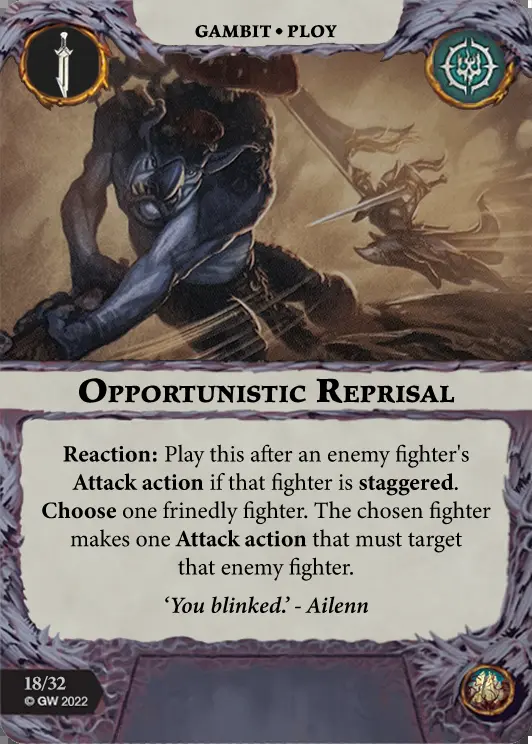 GAMBIT • PLOY
OPPORTUNISTIC REPRISAL
Reaction: Play this after an enemy fighter's
Attack action if that fighter is staggered.
Choose one frinedly fighter. The chosen fighter
makes one Attack action that must target
that enemy fighter.
‘You blinked.’ - Ailenn
18/32
© GW 2022